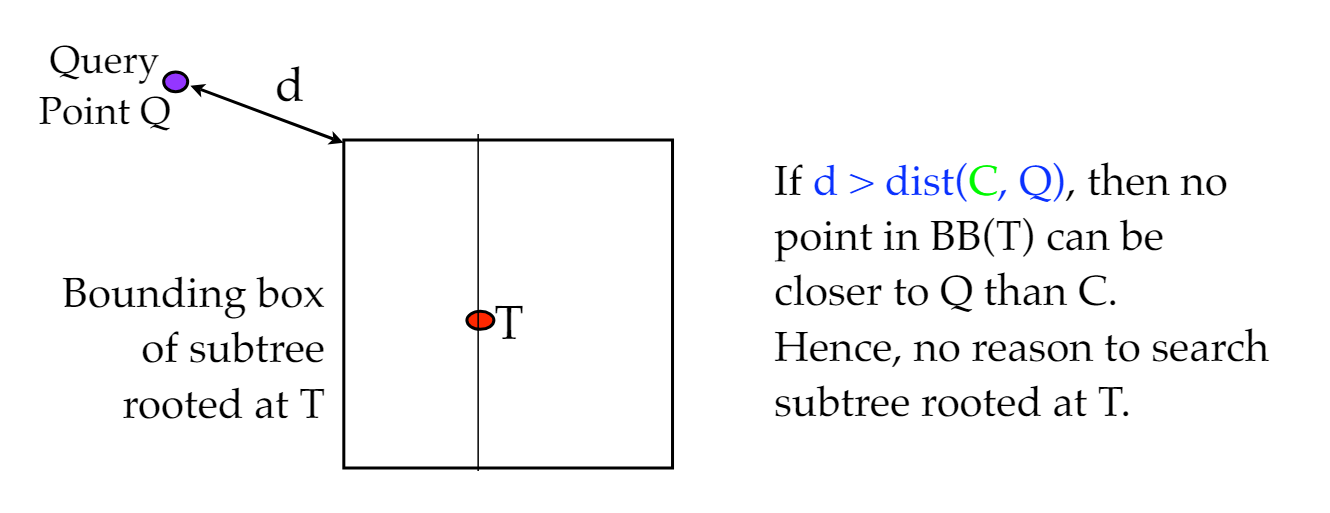 Query
Point Q
d
Bounding box
of subtree
rooted at T
T
If d > dist(C, Q), then no
point in BB(T) can be
closer to Q than C.
Hence, no reason to search
subtree rooted at T.